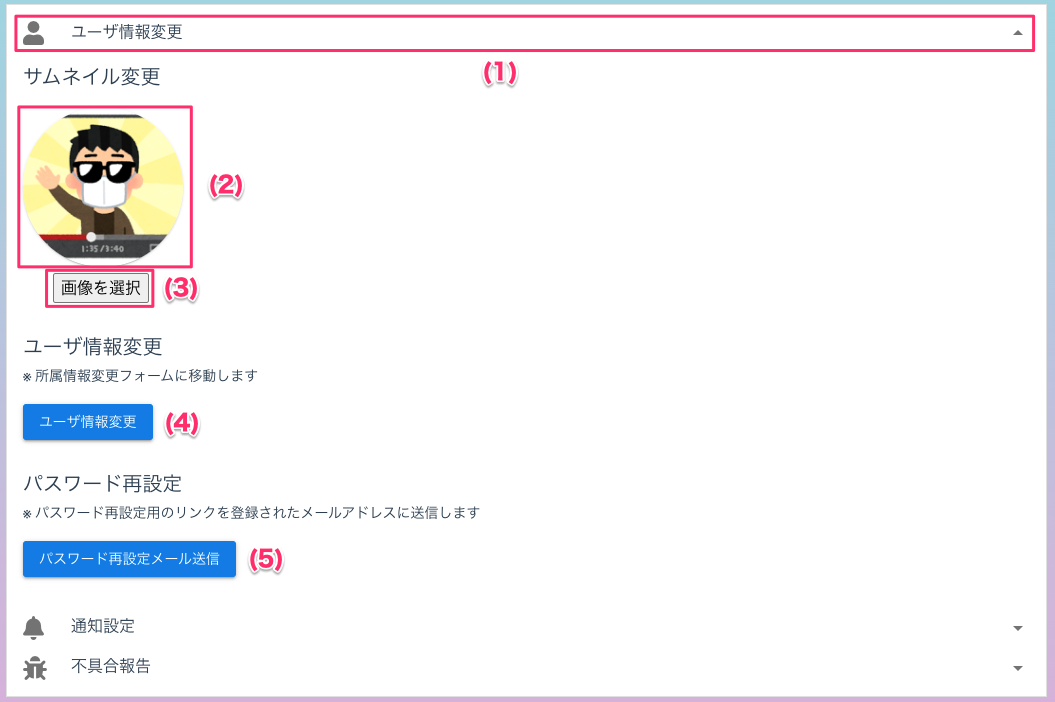 ユーザ情報変更
(1)
サムネイル変更
1:35/3:40
(2)
画像を選択
(3)
ユーザ情報変更
※ 所属情報変更フォームに移動します
ユーザ情報変更
(4)
パスワード再設定
※ パスワード再設定用のリンクを登録されたメールアドレスに送信します
パスワード再設定メール送信
(5)
通知設定
不具合報告